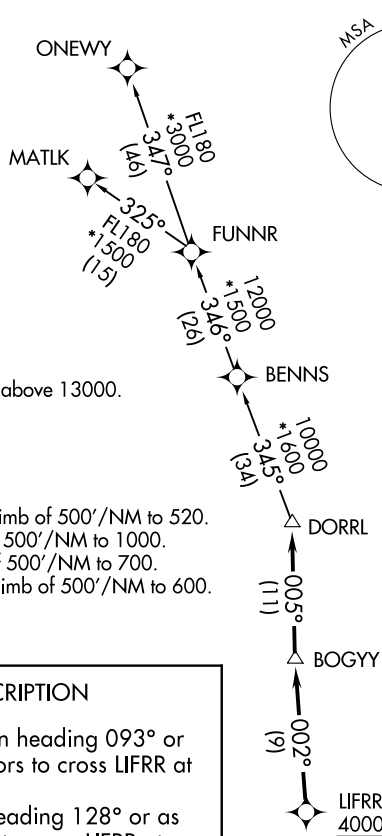 ONEWY
MSA
FL180
*3000
347°
(46)
MATLK
325°
FL180
*1500
(15)
FUNNR
12000
*1500
346°
(26)
BENNS
above 13000.
10000
*1600
345°
(34)
imb of 500'/NM to 520.
500'/NM to 1000.
500'/NM to 700.
imb of 500'/NM to 600.
DORRL
005°
(11)
BOGYY
CRIPTION
n heading 093° or
ors to cross LIFRR at
002°
(9)
LIFRR
4000
eading 128° or as